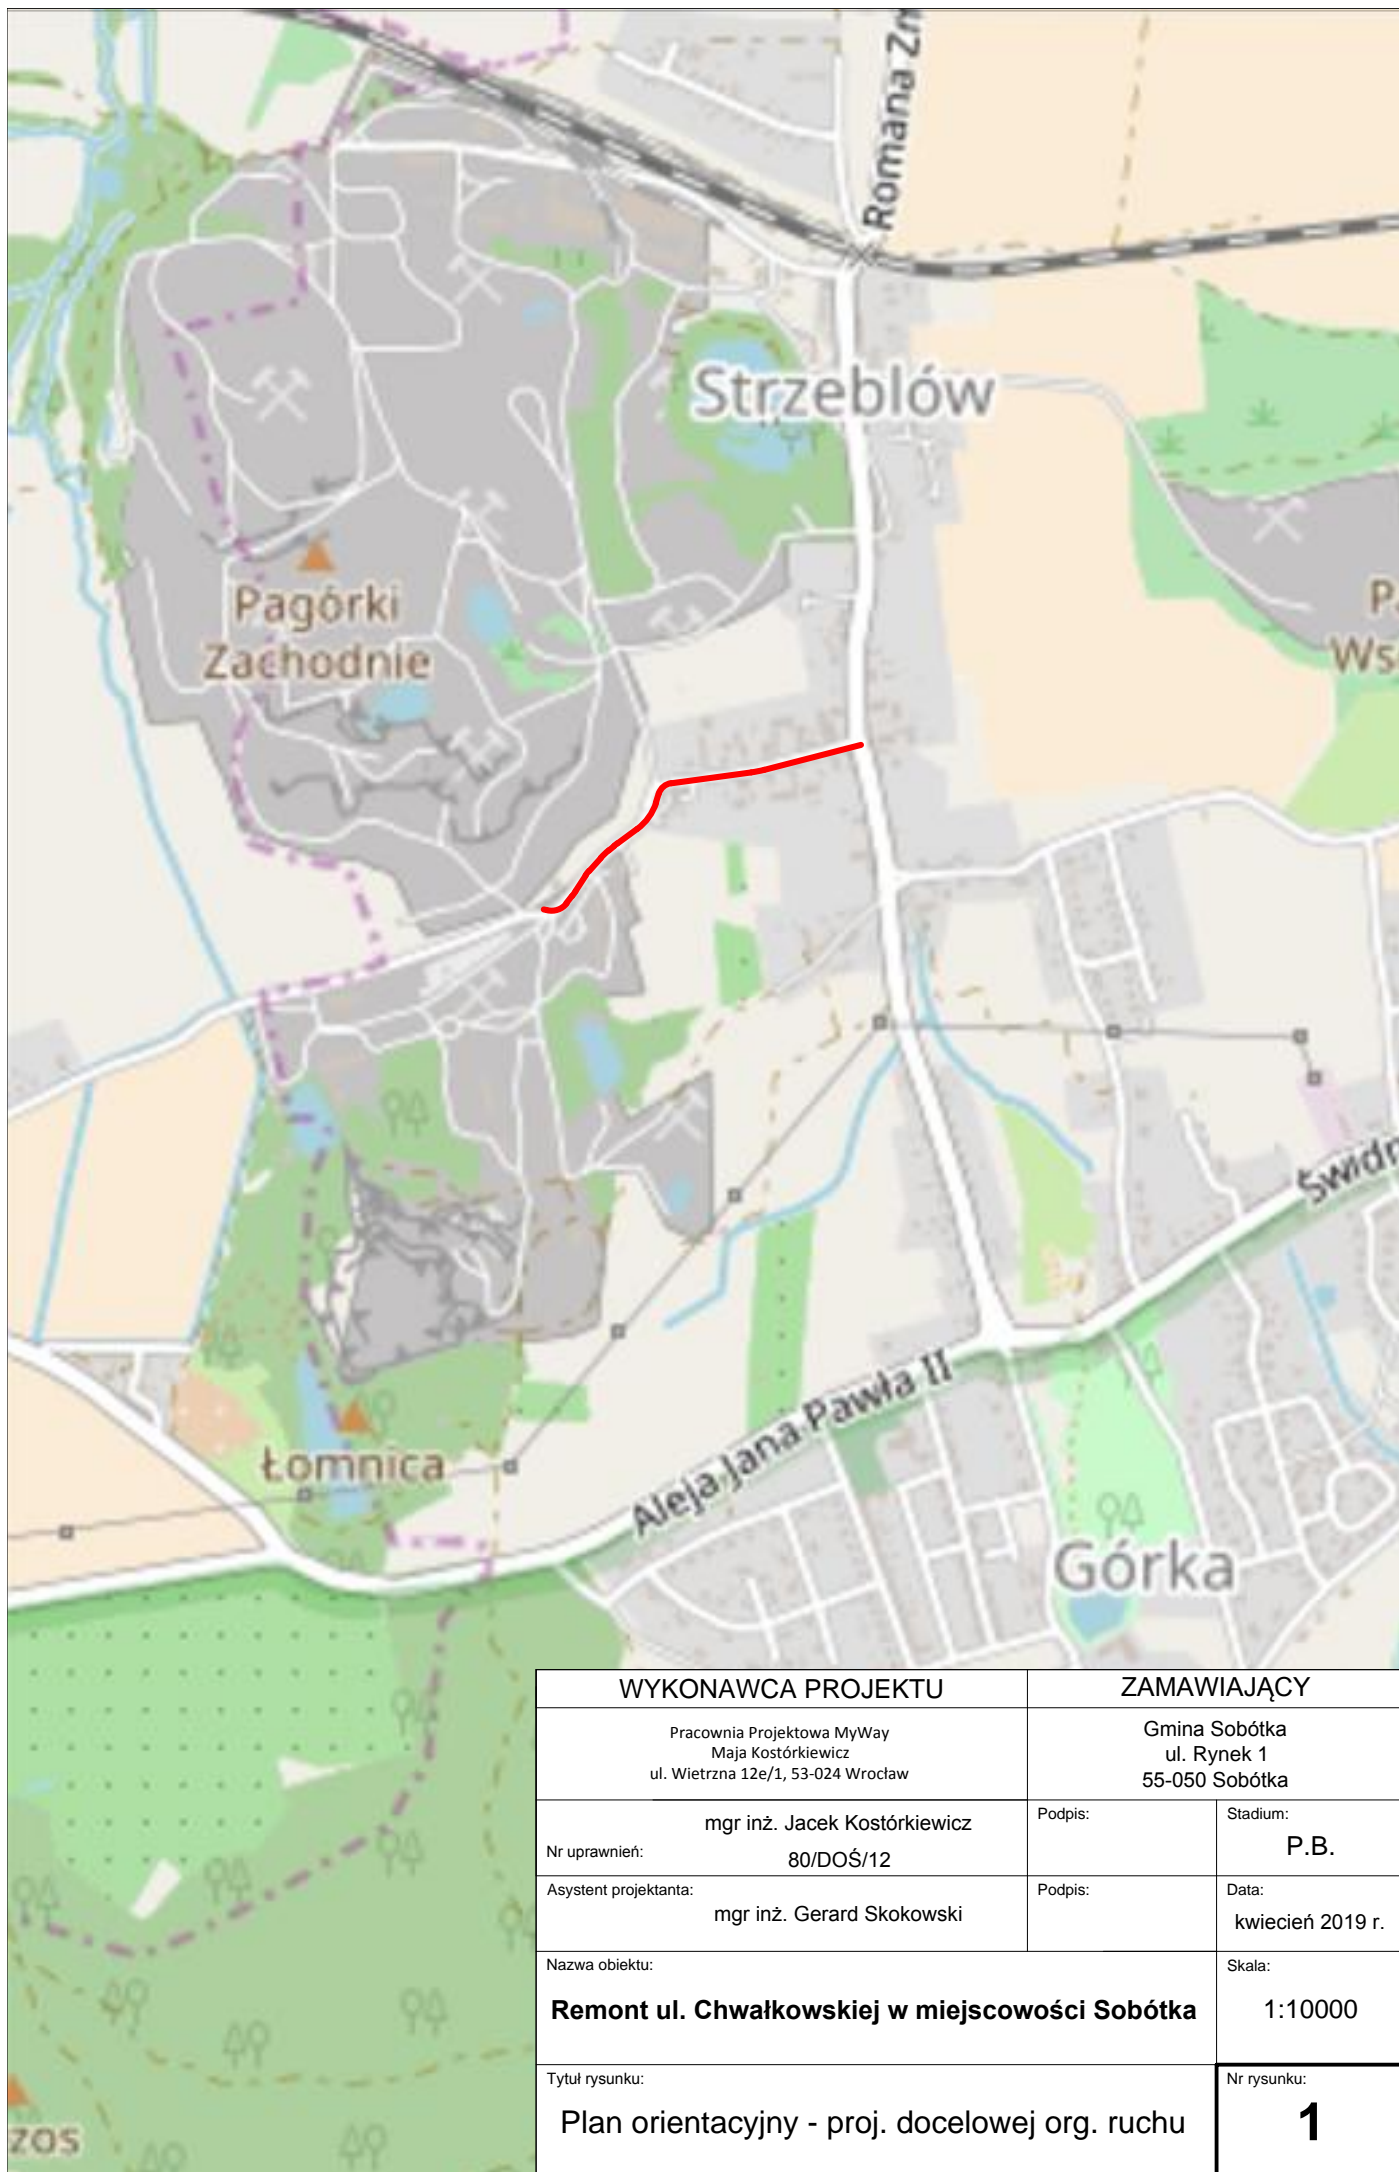 Romana Zm
Strzeblów
Pagórki
Zachodnie
P
Ws
Świdn
Aleja Jana Pawła II
Łomnica
Górka
zos
WYKONAWCA PROJEKTU
ZAMAWIAJĄCY
Pracownia Projektowa MyWay
Maja Kostórkiewicz
ul. Wietrzna 12e/1, 53-024 Wrocław
Gmina Sobótka
ul. Rynek 1
55-050 Sobótka
mgr inż. Jacek Kostórkiewicz
Nr uprawnień:
80/DOŚ/12
Podpis:
Stadium:
P.B.
Asystent projektanta:
mgr inż. Gerard Skokowski
Podpis:
Data:
kwiecień 2019 r.
Nazwa obiektu:
Remont ul. Chwałkowskiej w miejscowości Sobótka
Skala:
1:10000
Tytuł rysunku:
Plan orientacyjny - proj. docelowej org. ruchu
Nr rysunku:
1